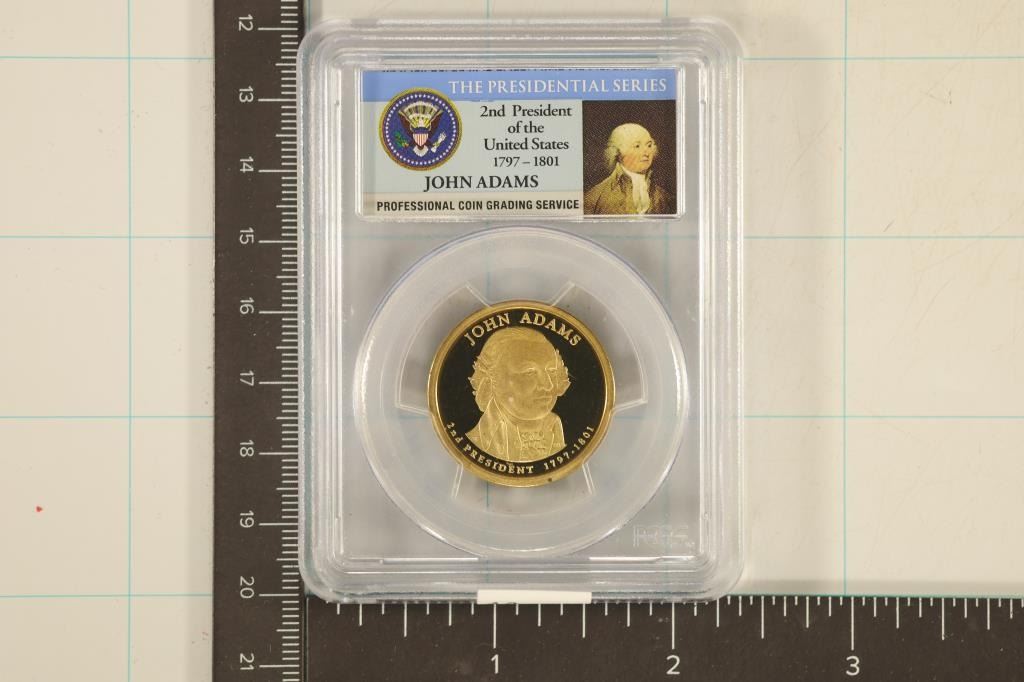 THE PRESIDENTIAL SERIES
2nd President
of the
United States
1797 – 1801
JOHN ADAMS
PROFESSIONAL COIN GRADING SERVICE
JOHN ADAMS
2nd PRESIDENT 1797-1801
PCGS
12
13
14
15
16
17
18
19
20
21
1
2
3